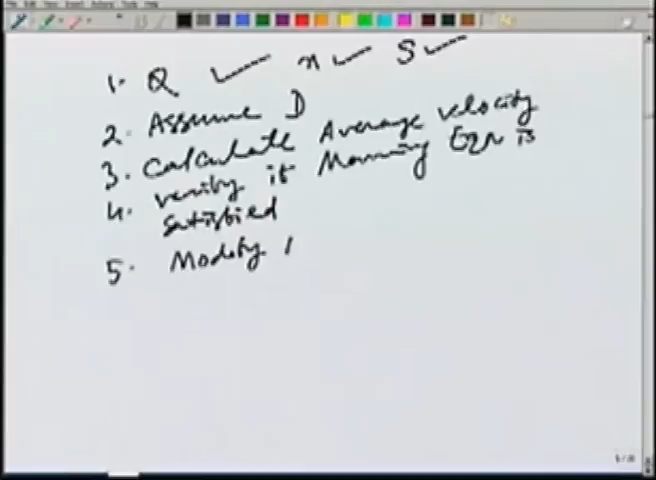 1. Q ✓ n ✓ S ✓
2. Assume D
3. Calculate Average velocity
4. verify if Manning Eqn is
satisfied
5. Modify